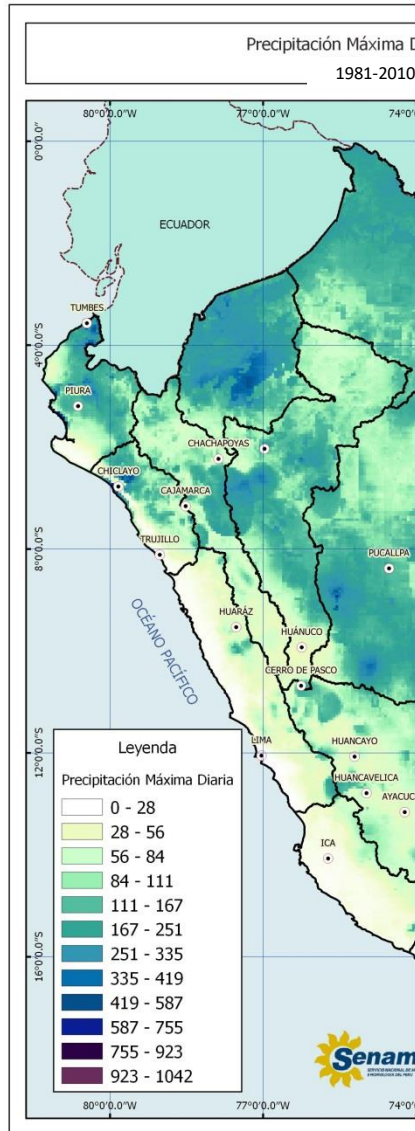 Precipitación Máxima D
1981-2010
80°0.0'0"
77°0.0'0"
74°0
0°0'0.0"
ECUADOR
TUMBES
4°0'0.0"S
PIURA
CHACHAPOYAS
CHICLAYO
CAJAMARCA
TRUJILLO
8°0'0.0"S
PUCALLPA
HUARÁZ
HUÁNUCO
OCÉANO PACÍFICO
CERRO DE PASCO
LIMA
12°0'0.0"S
HUANCAYO
HUANCAVELICA
AYACUC
ICA
Leyenda
Precipitación Máxima Diaria
0 - 28
28 - 56
56 - 84
84 - 111
111 - 167
167 - 251
251 - 335
335 - 419
419 - 587
587 - 755
755 - 923
923 - 1042
16°0'0.0"S
Senam
80°0.0'0"
77°0.0'0"
74°0